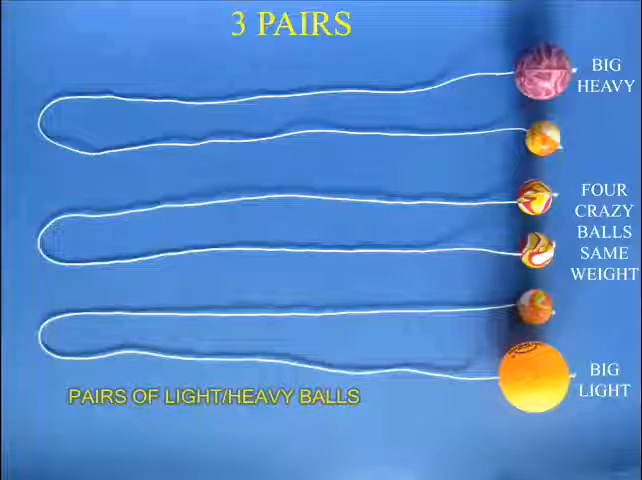 3 PAIRS
BIG
HEAVY
FOUR
CRAZY
BALLS
SAME
WEIGHT
BIG
LIGHT
PAIRS OF LIGHT/HEAVY BALLS